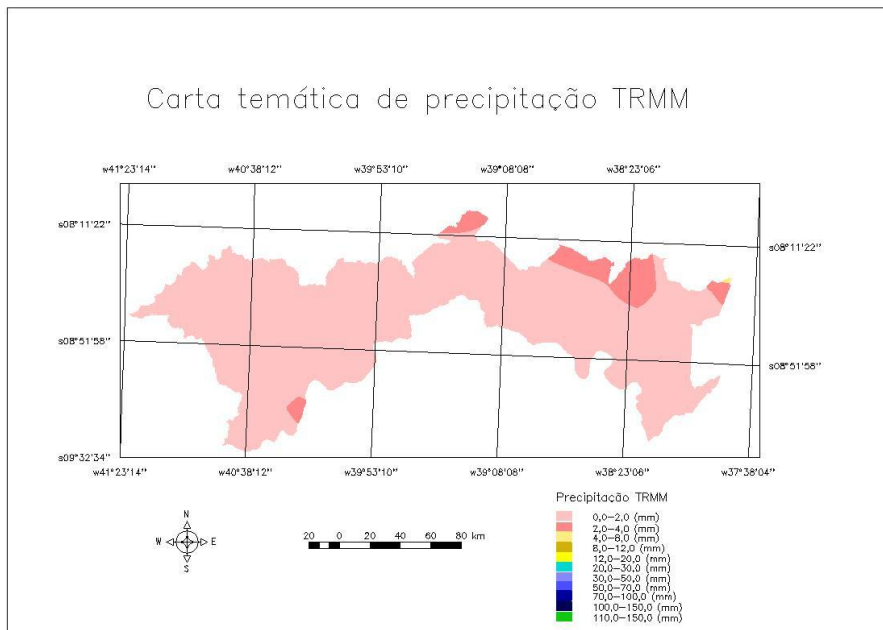 Carta temática de precipitação TRMM
w41°23'14'' w40°38'12'' w39°53'10'' w39°08'08'' w38°23'06''
s08°11'22'' s08°11'22''
s08°51'58'' s08°51'58''
s09°32'34''
w41°23'14'' w40°38'12'' w39°53'10'' w39°08'08'' w38°23'06'' w37°38'04''
Precipitação TRMM
0,0-2,0 (mm)
2,0-4,0 (mm)
4,0-8,0 (mm)
8,0-12,0 (mm)
12,0-20,0 (mm)
20,0-30,0 (mm)
30,0-50,0 (mm)
50,0-70,0 (mm)
70,0-100,0 (mm)
100,0-150,0 (mm)
110,0-150,0 (mm)
N
W E
S
20 0 20 40 60 80 km